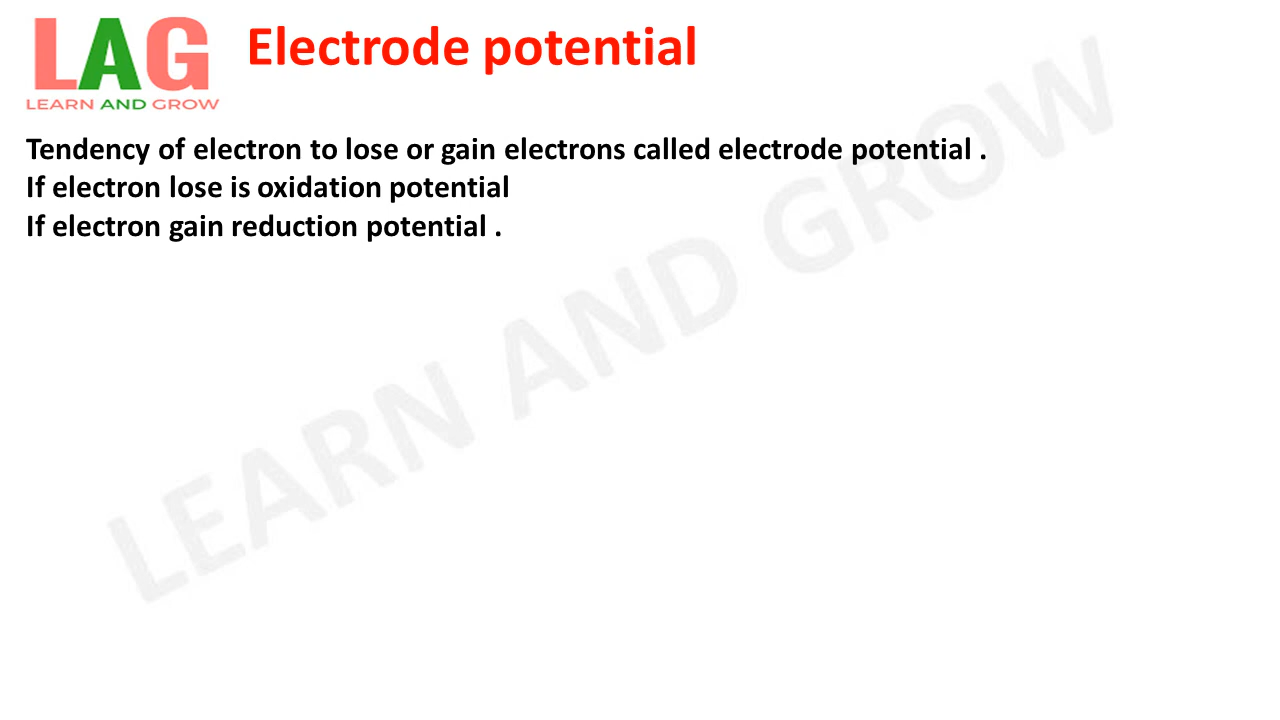 LAG
LEARN AND GROW
Electrode potential
Tendency of electron to lose or gain electrons called electrode potential .
If electron lose is oxidation potential
If electron gain reduction potential .
LEARN AND GROW